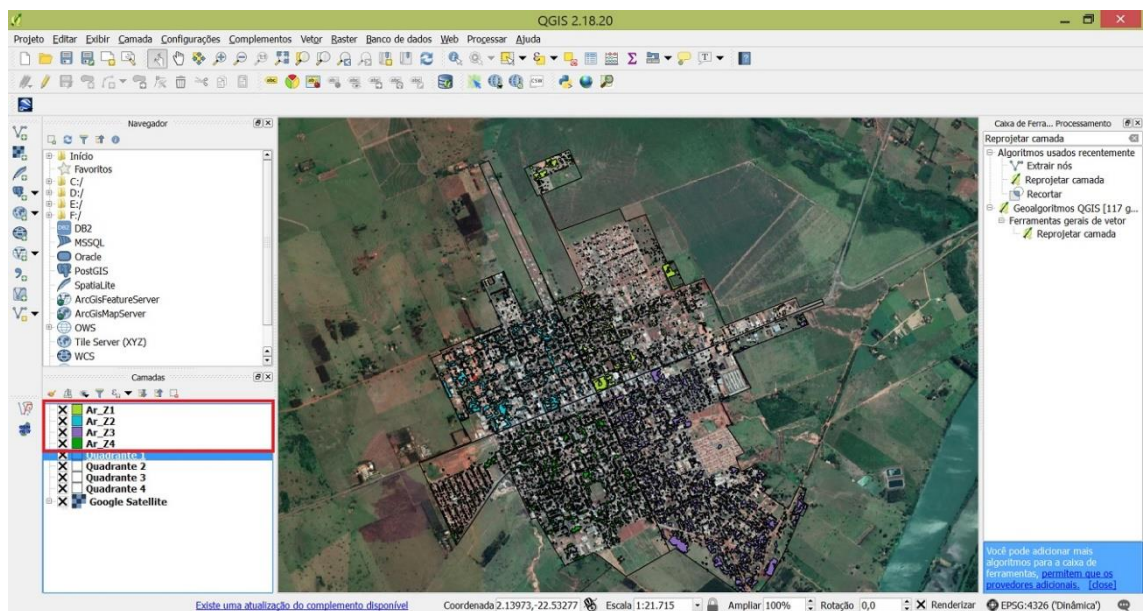 QGIS 2.18.20
Projeto Editar Exibir Camada Configurações Complementos Vetor Raster Banco de dados Web Processar Ajuda
Navegador
Início
Favoritos
C:/
D:/
E:/
F:/
DB2
MSSQL
Oracle
PostGIS
SpatiaLite
ArcGisFeatureServer
ArcGisMapServer
OWS
Tile Server (XYZ)
WCS
Camadas
Ar_Z1
Ar_Z2
Ar_Z3
Ar_Z4
Quadrante 1
Quadrante 2
Quadrante 3
Quadrante 4
Google Satellite
Caixa de Ferra... Processamento
Reprojetar camada
Algoritmos usados recentemente
Extrair nós
Reprojetar camada
Recortar
Geoalgoritmos QGIS [117 g...
Ferramentas gerais de vetor
Reprojetar camada
Você pode adicionar mais
algoritmos para a caixa de
ferramentas, permitem que os
provedores adicionais. [close]
Existe uma atualização do complemento disponível Coordenada 2.13973,-22.53277 Escala 1:21.715 Ampliar 100% Rotação 0,0 Renderizar EPSG:4326 ('Dinâmica')